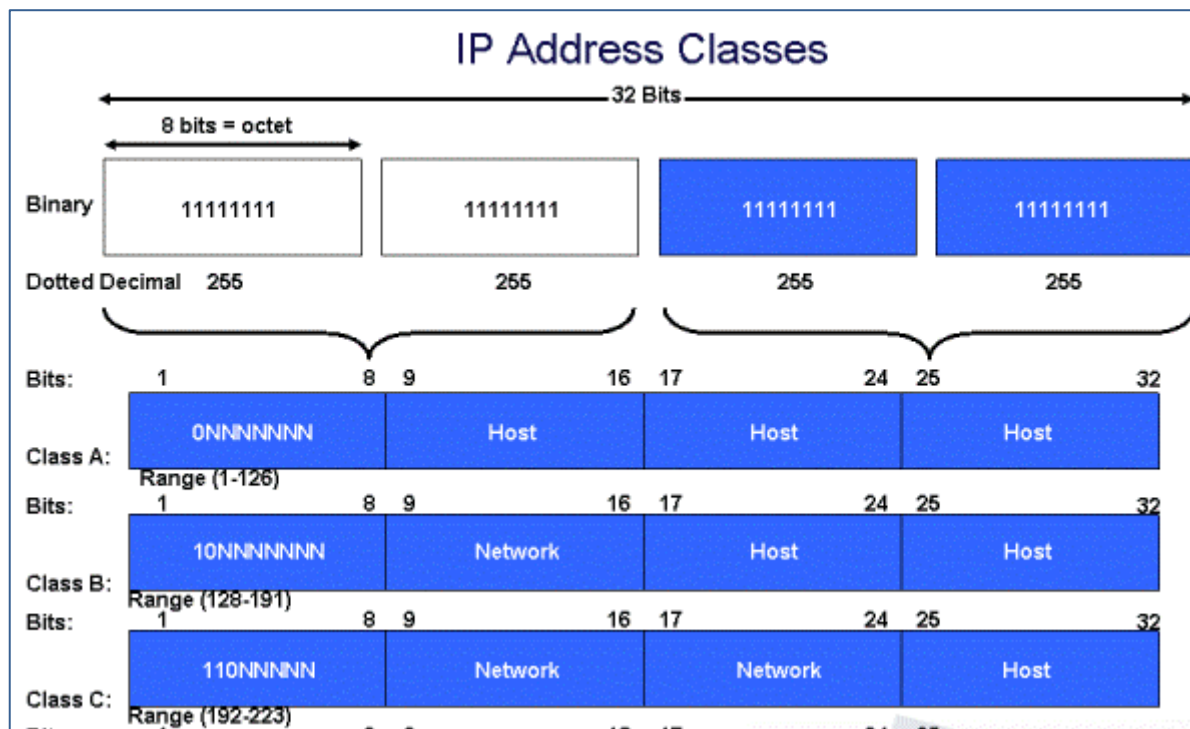 IP Address Classes
32 Bits
8 bits = octet
Binary 11111111 11111111 11111111 11111111
Dotted Decimal 255 255 255 255
Bits: 1 8 9 16 17 24 25 32
0NNNNNNN Host Host Host
Class A:
Range (1-126)
Bits: 1 8 9 16 17 24 25 32
10NNNNNNN Network Host Host
Class B:
Range (128-191)
Bits: 1 8 9 16 17 24 25 32
110NNNNN Network Network Host
Class C:
Range (192-223)